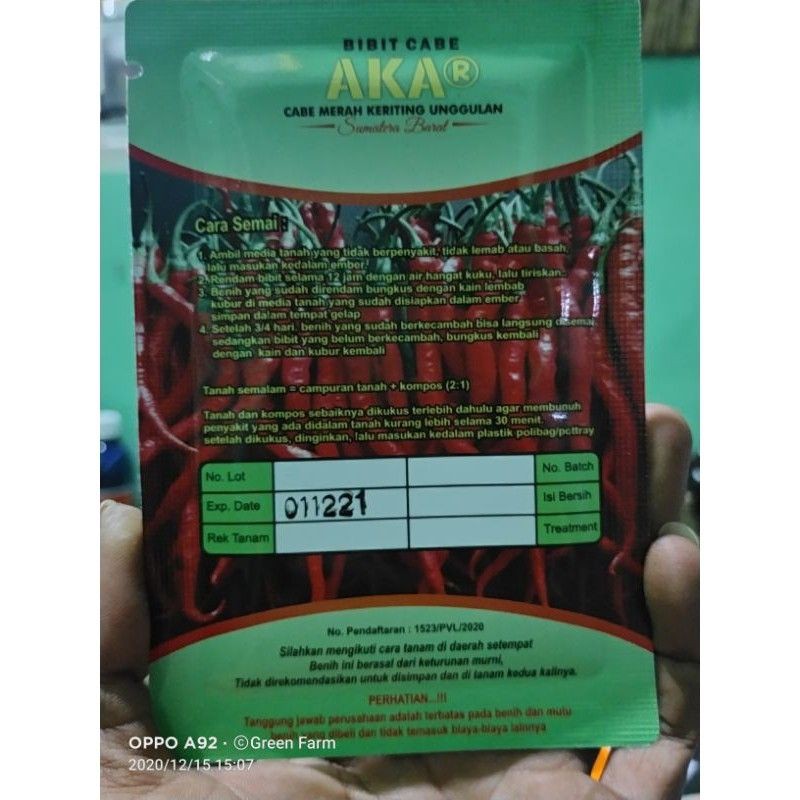 BIBIT CABE
AKA®
CABE MERAH KERITING UNGGULAN
Sumatera Barat
Cara Semai :
1. Ambil media tanah yang tidak berpenyakit, tidak lemab atau basah,
lalu masukan kedalam ember.
2. Rendam bibit selama 12 jam dengan air hangat kuku, lalu tiriskan.
3. Benih yang sudah direndam bungkus dengan kain lembab
kubur di media tanah yang sudah disiapkan dalam ember,
simpan dalam tempat gelap
4. Setelah 3/4 hari, benih yang sudah berkecambah bisa langsung disemai
sedangkan bibit yang belum berkecambah, bungkus kembali
dengan kain dan kubur kembali
Tanah semalam = campuran tanah + kompos (2:1)
Tanah dan kompos sebaiknya dikukus terlebih dahulu agar membunuh
penyakit yang ada didalam tanah kurang lebih selama 30 menit.
setelah dikukus, dinginkan, lalu masukan kedalam plastik polibag/pottray
No. Lot No. Batch
Exp. Date 011221 Isi Bersih
Rek Tanam Treatment
No. Pendaftaran : 1523/PVL/2020
Silahkan mengikuti cara tanam di daerah setempat
Benih ini berasal dari keturunan murni,
Tidak direkomendasikan untuk disimpan dan di tanam kedua kalinya.
PERHATIAN...!!!
Tanggung jawab perusahaan adalah terbatas pada benih dan mutu
benih yang dibeli dan tidak temasuk biaya-biaya lainnya
OPPO A92 · ©Green Farm
2020/12/15 15:07